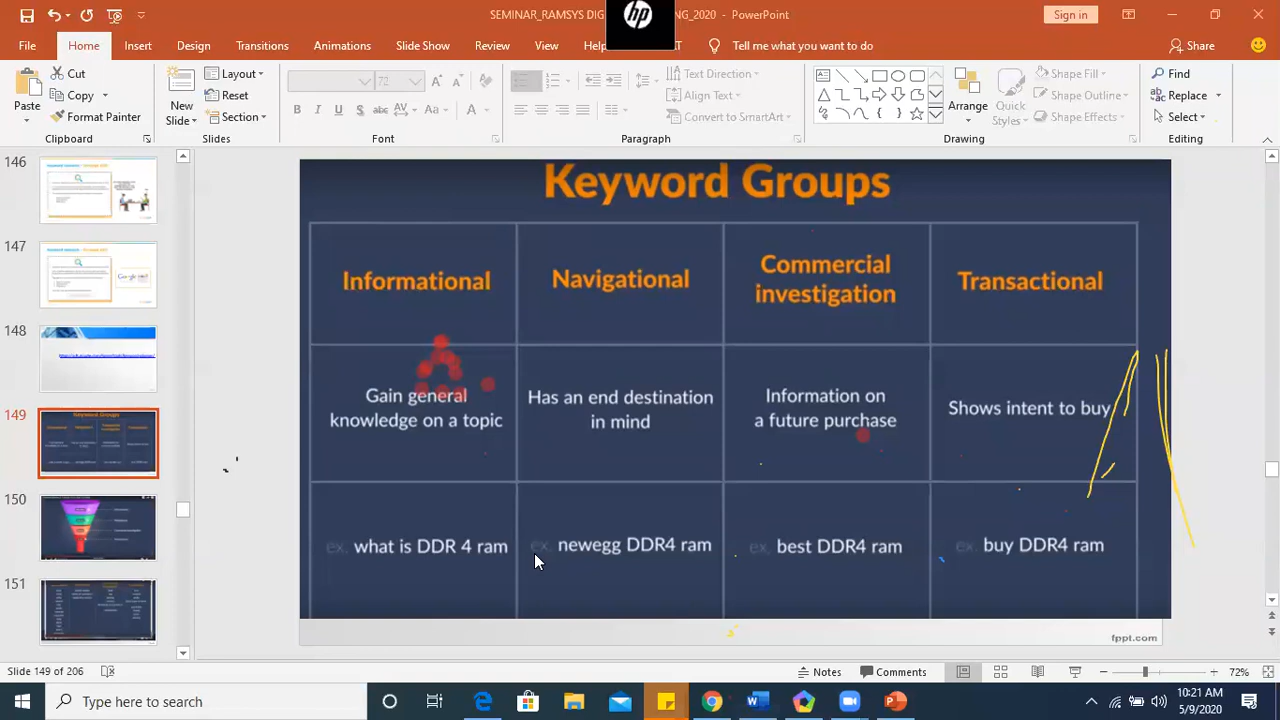 SEMINAR_RAMSYS DIG
NG_2020 - PowerPoint
hp
Sign in
File
Home
Insert
Design
Transitions
Animations
Slide Show
Review
View
Help
Tell me what you want to do
Share
Paste
Cut
Copy
Format Painter
Clipboard
New
Slide
Layout
Reset
Section
Slides
72
Font
Text Direction
Align Text
Convert to SmartArt
Paragraph
Arrange
Quick
Styles
Shape Fill
Shape Outline
Shape Effects
Drawing
Find
Replace
Select
Editing
146
147
148
149
150
151
Keyword Groups
Informational
Navigational
Commercial
investigation
Transactional
Gain general
knowledge on a topic
Has an end destination
in mind
Information on
a future purchase
Shows intent to buy
ex. what is DDR 4 ram
ex. newegg DDR4 ram
ex. best DDR4 ram
ex. buy DDR4 ram
fppt.com
Slide 149 of 206
Notes
Comments
72%
Type here to search
10:21 AM
5/9/2020